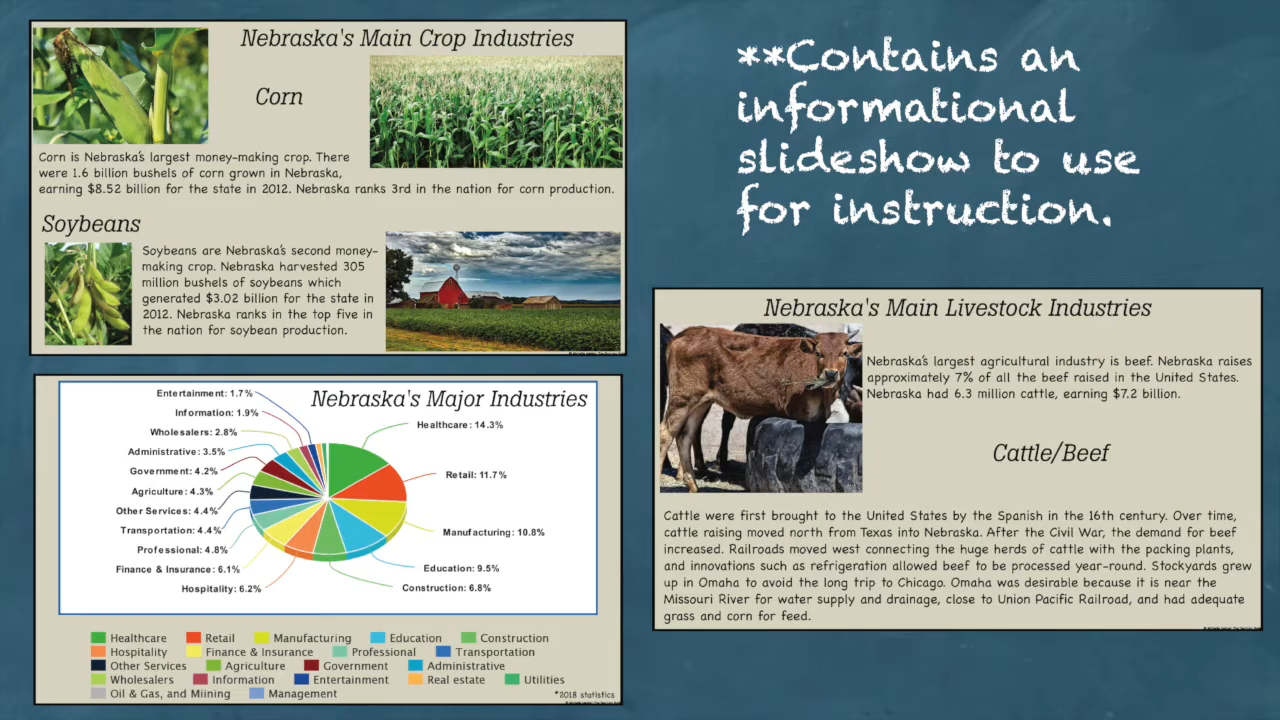 Nebraska's Main Crop Industries
Corn
Corn is Nebraska's largest money-making crop. There
were 1.6 billion bushels of corn grown in Nebraska,
earning $8.52 billion for the state in 2012. Nebraska ranks 3rd in the nation for corn production.
Soybeans
Soybeans are Nebraska's second money-
making crop. Nebraska harvested 305
million bushels of soybeans which
generated $3.02 billion for the state in
2012. Nebraska ranks in the top five in
the nation for soybean production.
**Contains an
informational
slideshow to use
for instruction.
Nebraska's Major Industries
Entertainment: 1.7%
Information: 1.9%
Wholesalers: 2.8%
Administrative: 3.5%
Government: 4.2%
Agriculture: 4.3%
Other Services: 4.4%
Transportation: 4.4%
Professional: 4.8%
Finance & Insurance: 6.1%
Hospitality: 6.2%
Healthcare: 14.3%
Retail: 11.7%
Manufacturing: 10.8%
Education: 9.5%
Construction: 6.8%
Healthcare Retail Manufacturing Education Construction
Hospitality Finance & Insurance Professional Transportation
Other Services Agriculture Government Administrative
Wholesalers Information Entertainment Real estate Utilities
Oil & Gas, and Miining Management
*2018 statistics
Nebraska's Main Livestock Industries
Nebraska's largest agricultural industry is beef. Nebraska raises
approximately 7% of all the beef raised in the United States.
Nebraska had 6.3 million cattle, earning $7.2 billion.
Cattle/Beef
Cattle were first brought to the United States by the Spanish in the 16th century. Over time,
cattle raising moved north from Texas into Nebraska. After the Civil War, the demand for beef
increased. Railroads moved west connecting the huge herds of cattle with the packing plants,
and innovations such as refrigeration allowed beef to be processed year-round. Stockyards grew
up in Omaha to avoid the long trip to Chicago. Omaha was desirable because it is near the
Missouri River for water supply and drainage, close to Union Pacific Railroad, and had adequate
grass and corn for feed.